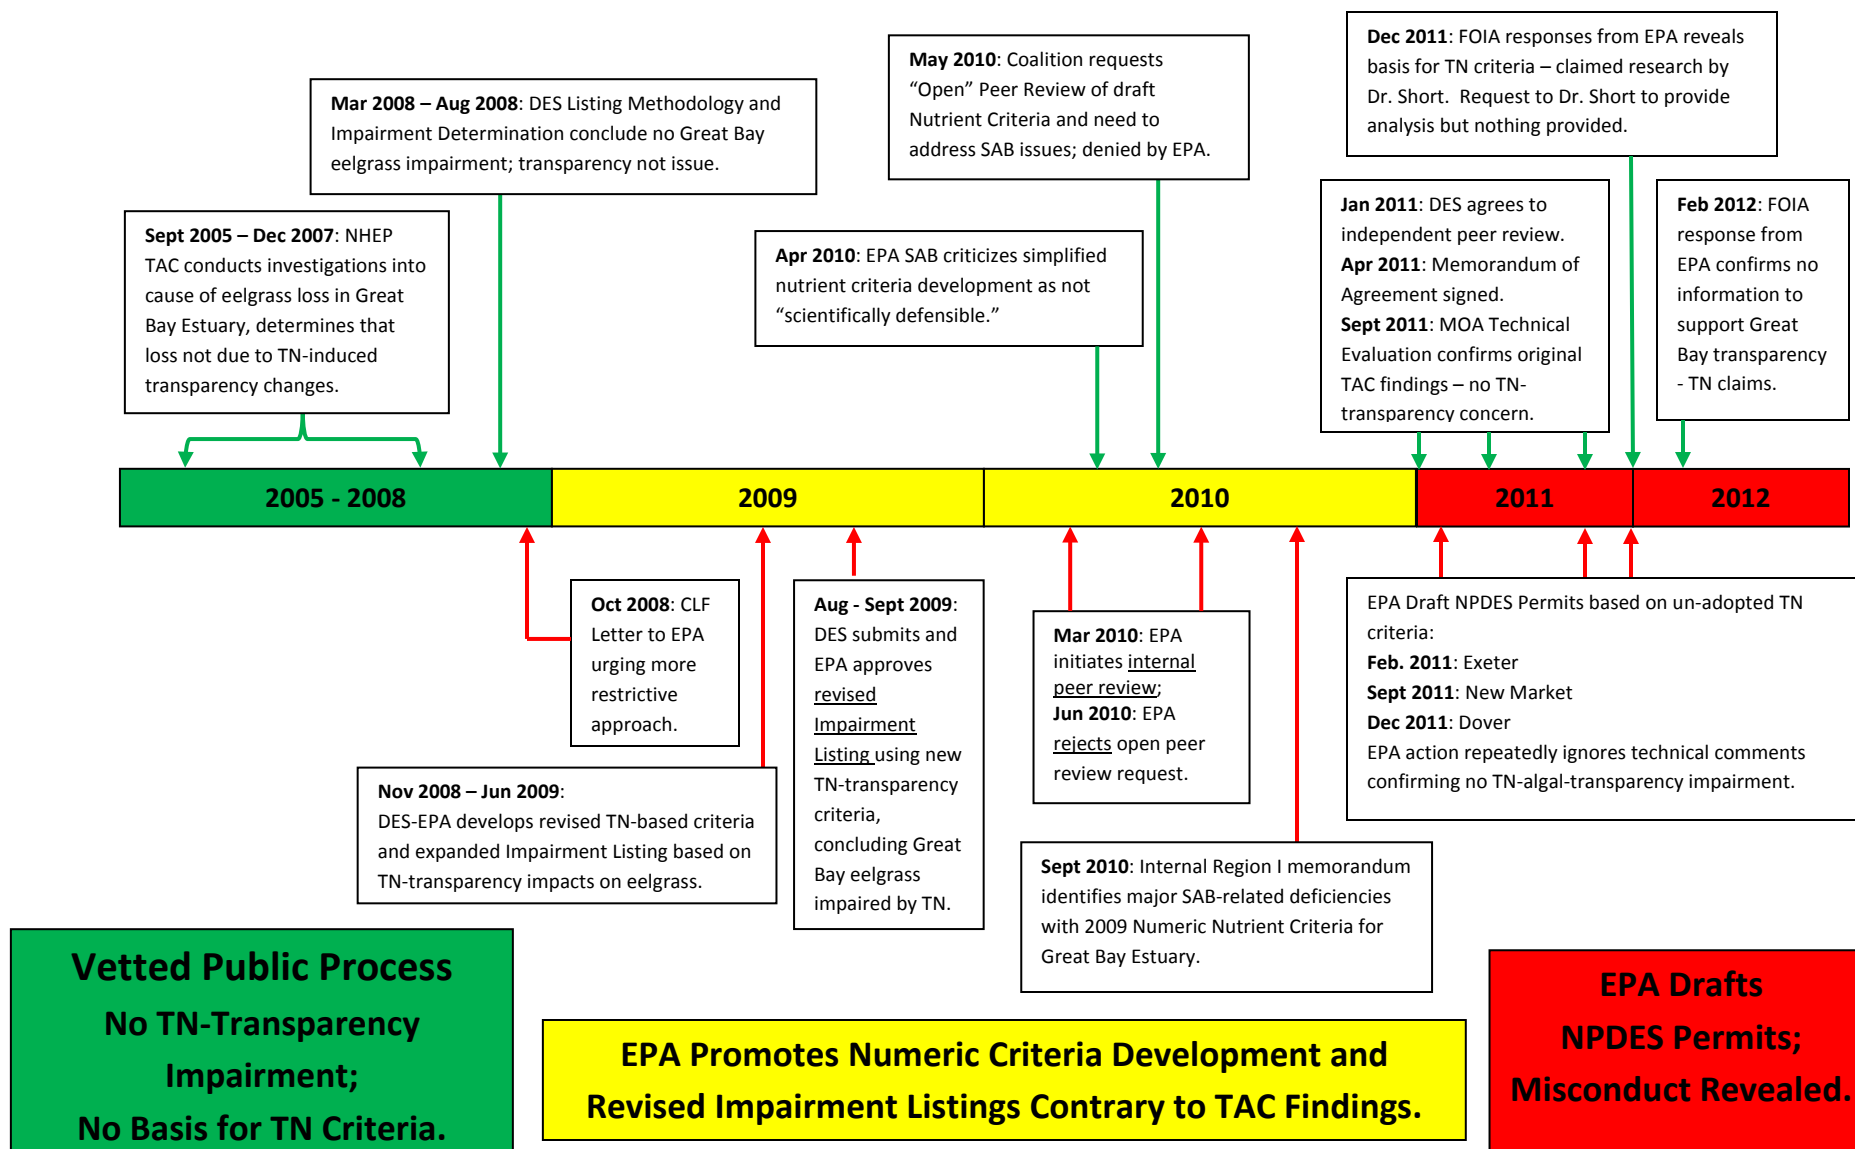 Dec 2011: FOIA responses from EPA reveals
basis for TN criteria – claimed research by
Dr. Short. Request to Dr. Short to provide
analysis but nothing provided.
May 2010: Coalition requests
“Open” Peer Review of draft
Nutrient Criteria and need to
address SAB issues; denied by EPA.
Mar 2008 – Aug 2008: DES Listing Methodology and
Impairment Determination conclude no Great Bay
eelgrass impairment; transparency not issue.
Jan 2011: DES agrees to
independent peer review.
Apr 2011: Memorandum of
Agreement signed.
Sept 2011: MOA Technical
Evaluation confirms original
TAC findings – no TN-
transparency concern.
Feb 2012: FOIA
response from
EPA confirms no
information to
support Great
Bay transparency
- TN claims.
Sept 2005 – Dec 2007: NHEP
TAC conducts investigations into
cause of eelgrass loss in Great
Bay Estuary, determines that
loss not due to TN-induced
transparency changes.
Apr 2010: EPA SAB criticizes simplified
nutrient criteria development as not
“scientifically defensible.”
2005 - 2008
2009
2010
2011
2012
Oct 2008: CLF
Letter to EPA
urging more
restrictive
approach.
Aug - Sept 2009:
DES submits and
EPA approves
revised
Impairment
Listing using new
TN-transparency
criteria,
concluding Great
Bay eelgrass
impaired by TN.
Mar 2010: EPA
initiates internal
peer review;
Jun 2010: EPA
rejects open peer
review request.
EPA Draft NPDES Permits based on un-adopted TN
criteria:
Feb. 2011: Exeter
Sept 2011: New Market
Dec 2011: Dover
EPA action repeatedly ignores technical comments
confirming no TN-algal-transparency impairment.
Nov 2008 – Jun 2009:
DES-EPA develops revised TN-based criteria
and expanded Impairment Listing based on
TN-transparency impacts on eelgrass.
Sept 2010: Internal Region I memorandum
identifies major SAB-related deficiencies
with 2009 Numeric Nutrient Criteria for
Great Bay Estuary.
Vetted Public Process
No TN-Transparency
Impairment;
No Basis for TN Criteria.
EPA Promotes Numeric Criteria Development and
Revised Impairment Listings Contrary to TAC Findings.
EPA Drafts
NPDES Permits;
Misconduct Revealed.